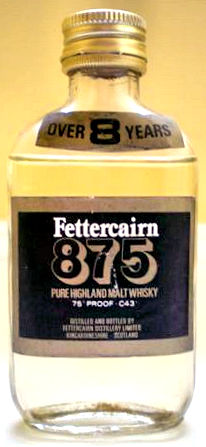 OVER 8 YEARS
Fettercairn
875
PURE HIGHLAND MALT WHISKY
75° PROOF · C43
DISTILLED AND BOTTLED BY
FETTERCAIRN DISTILLERY LIMITED
KINCARDINESHIRE · SCOTLAND